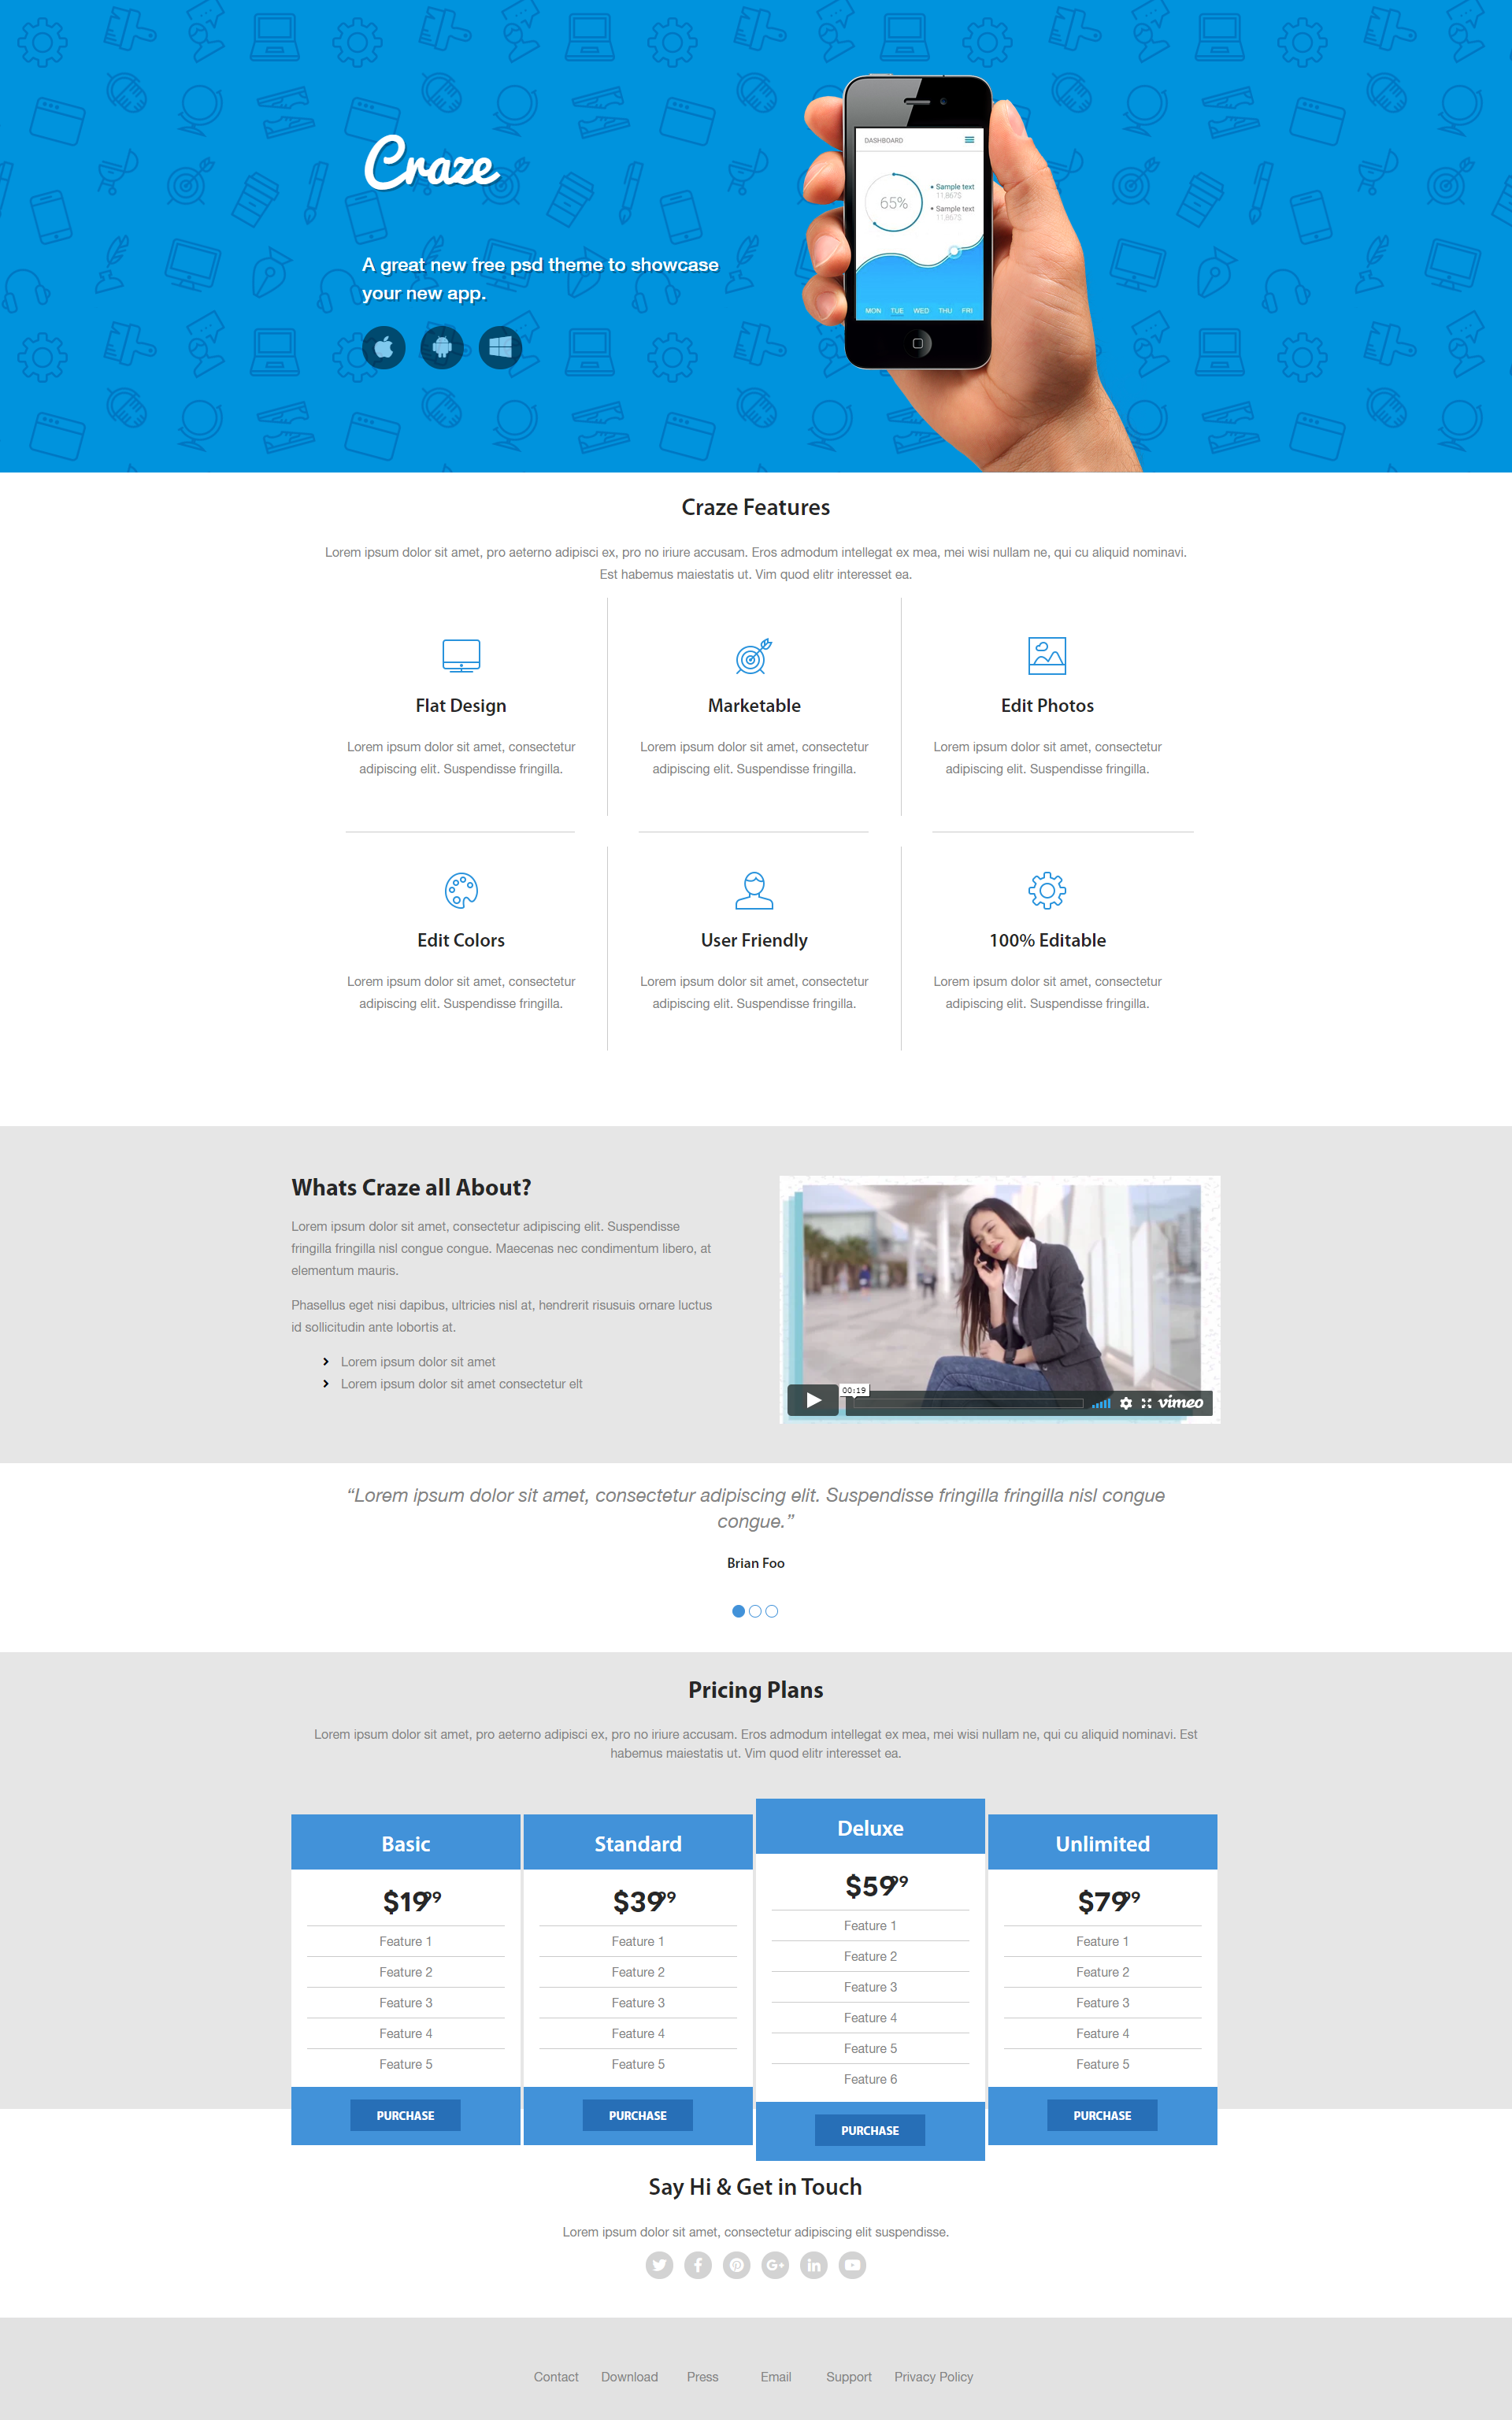 Craze
DASHBOARD
65%
• Sample text
11,867$
• Sample text
11,867$
A great new free psd theme to showcase
your new app.
MON TUE WED THU FRI
Craze Features
Lorem ipsum dolor sit amet, pro aeterno adipisci ex, pro no iriure accusam. Eros admodum intellegat ex mea, mei wisi nullam ne, qui cu aliquid nominavi.
Est habemus maiestatis ut. Vim quod elitr interesset ea.
Flat Design
Lorem ipsum dolor sit amet, consectetur
adipiscing elit. Suspendisse fringilla.
Marketable
Lorem ipsum dolor sit amet, consectetur
adipiscing elit. Suspendisse fringilla.
Edit Photos
Lorem ipsum dolor sit amet, consectetur
adipiscing elit. Suspendisse fringilla.
Edit Colors
Lorem ipsum dolor sit amet, consectetur
adipiscing elit. Suspendisse fringilla.
User Friendly
Lorem ipsum dolor sit amet, consectetur
adipiscing elit. Suspendisse fringilla.
100% Editable
Lorem ipsum dolor sit amet, consectetur
adipiscing elit. Suspendisse fringilla.
Whats Craze all About?
Lorem ipsum dolor sit amet, consectetur adipiscing elit. Suspendisse
fringilla fringilla nisl congue congue. Maecenas nec condimentum libero, at
elementum mauris.
Phasellus eget nisi dapibus, ultricies nisl at, hendrerit risusuis ornare luctus
id sollicitudin ante lobortis at.
Lorem ipsum dolor sit amet
Lorem ipsum dolor sit amet consectetur elt
00:19
vimeo
“Lorem ipsum dolor sit amet, consectetur adipiscing elit. Suspendisse fringilla fringilla nisl congue
congue.”
Brian Foo
Pricing Plans
Lorem ipsum dolor sit amet, pro aeterno adipisci ex, pro no iriure accusam. Eros admodum intellegat ex mea, mei wisi nullam ne, qui cu aliquid nominavi. Est
habemus maiestatis ut. Vim quod elitr interesset ea.
Basic
$19 99
Feature 1
Feature 2
Feature 3
Feature 4
Feature 5
PURCHASE
Standard
$39 99
Feature 1
Feature 2
Feature 3
Feature 4
Feature 5
PURCHASE
Deluxe
$59 99
Feature 1
Feature 2
Feature 3
Feature 4
Feature 5
Feature 6
PURCHASE
Unlimited
$79 99
Feature 1
Feature 2
Feature 3
Feature 4
Feature 5
PURCHASE
Say Hi & Get in Touch
Lorem ipsum dolor sit amet, consectetur adipiscing elit suspendisse.
Contact Download Press Email Support Privacy Policy